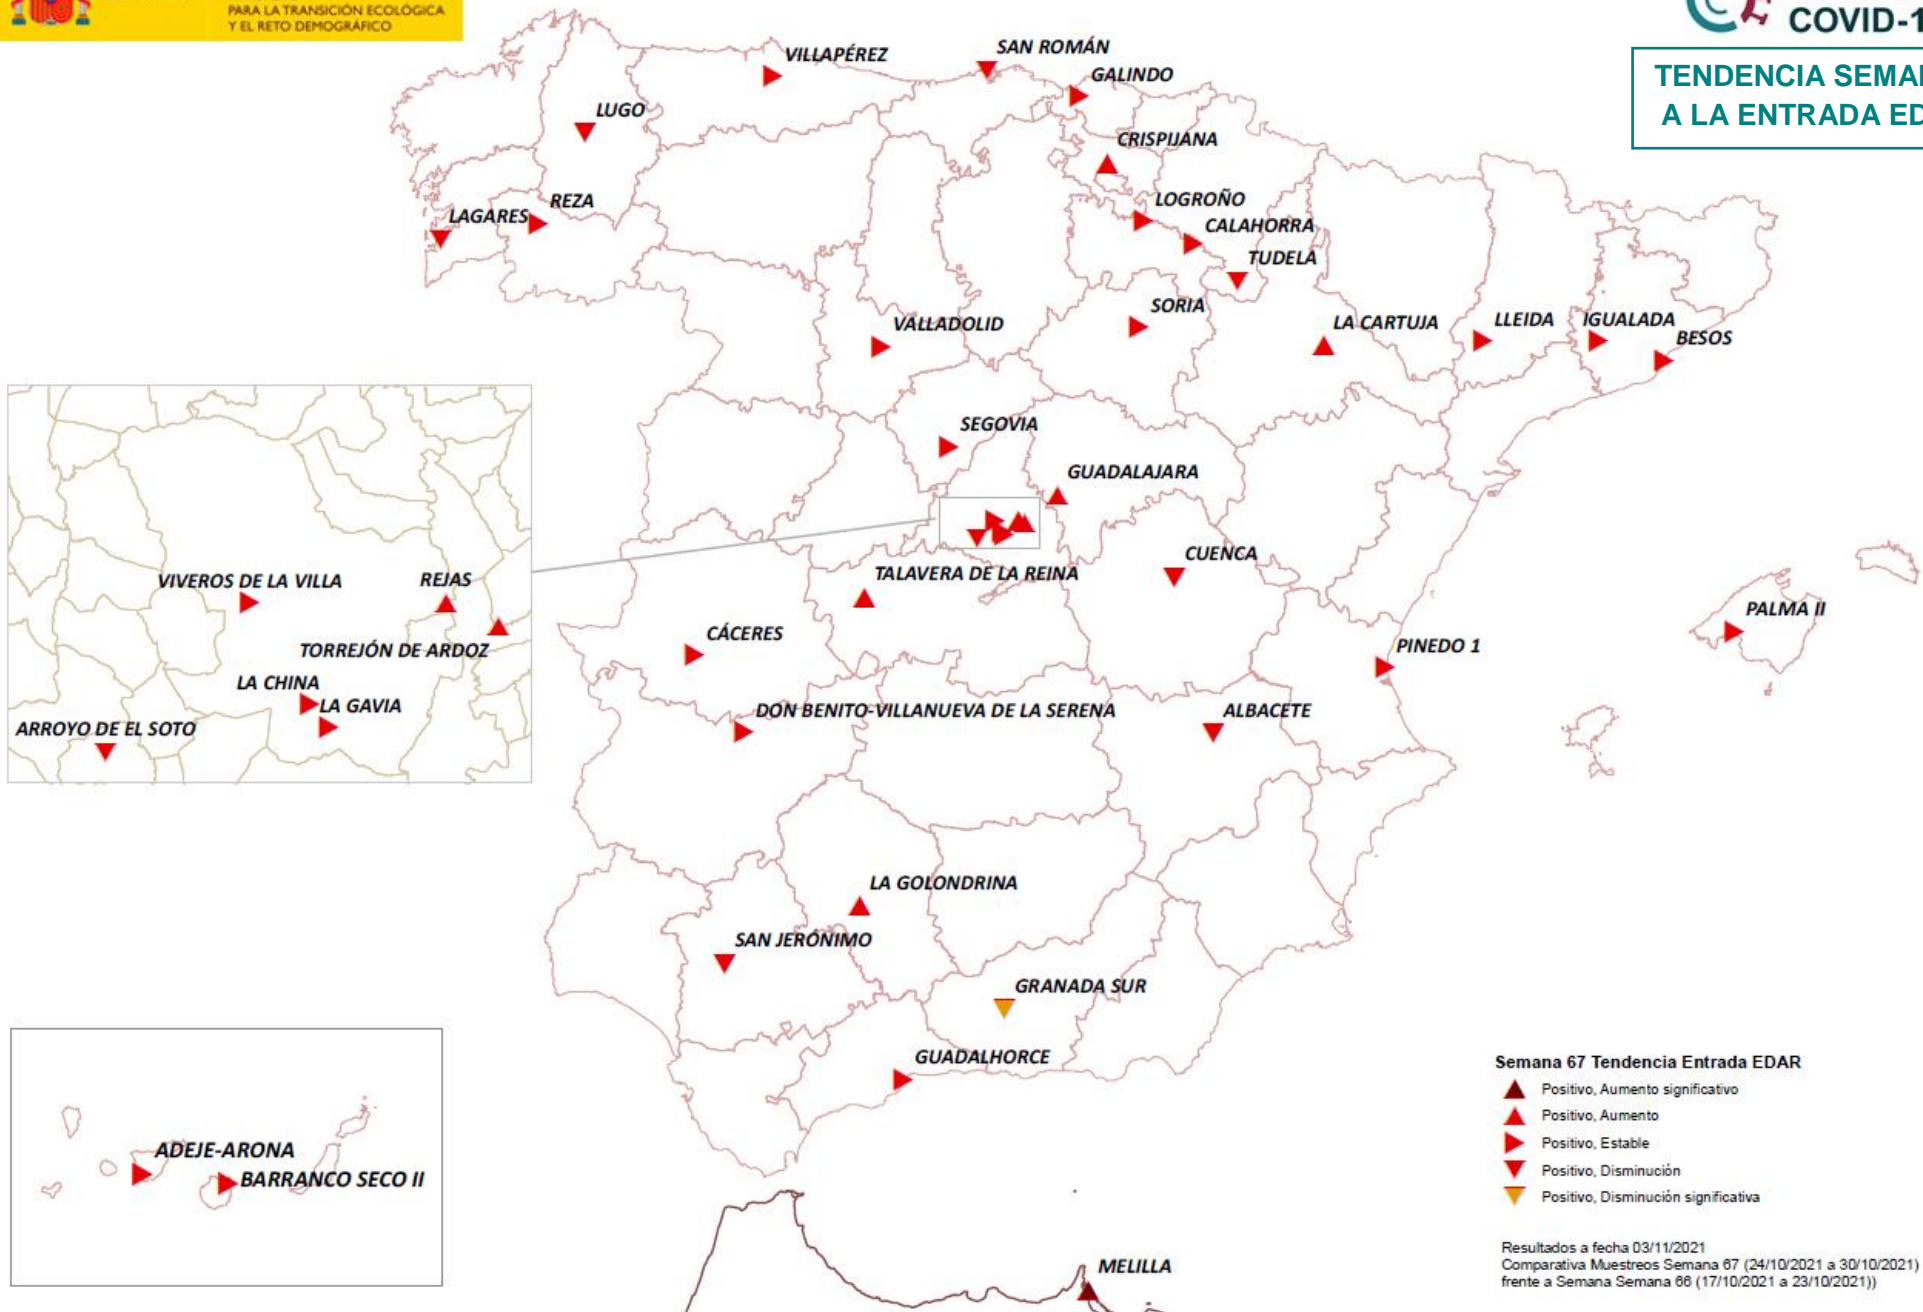 PARA LA TRANSICIÓN ECOLÓGICA
Y EL RETO DEMOGRÁFICO
COVID-1
TENDENCIA SEMA
A LA ENTRADA ED
VILLAPÉREZ
SAN ROMÁN
GALINDO
LUGO
CRISPIJANA
REZA
LAGARES
LOGROÑO
CALAHORRA
TUDELA
SORIA
VALLADOLID
LA CARTUJA
LLEIDA
IGUALADA
BESOS
SEGOVIA
GUADALAJARA
CUENCA
TALAVERA DE LA REINA
VIVEROS DE LA VILLA
REJAS
TORREJÓN DE ARDOZ
LA CHINA
LA GAVIA
ARROYO DE EL SOTO
CÁCERES
PALMA II
PINEDO 1
DON BENITO-VILLANUEVA DE LA SERENA
ALBACETE
LA GOLONDRINA
SAN JERÓNIMO
GRANADA SUR
GUADALHORCE
ADEJE-ARONA
BARRANCO SECO II
MELILLA
Semana 67 Tendencia Entrada EDAR
Positivo, Aumento significativo
Positivo, Aumento
Positivo, Estable
Positivo, Disminución
Positivo, Disminución significativa
Resultados a fecha 03/11/2021
Comparativa Muestreos Semana 67 (24/10/2021 a 30/10/2021)
frente a Semana Semana 66 (17/10/2021 a 23/10/2021))